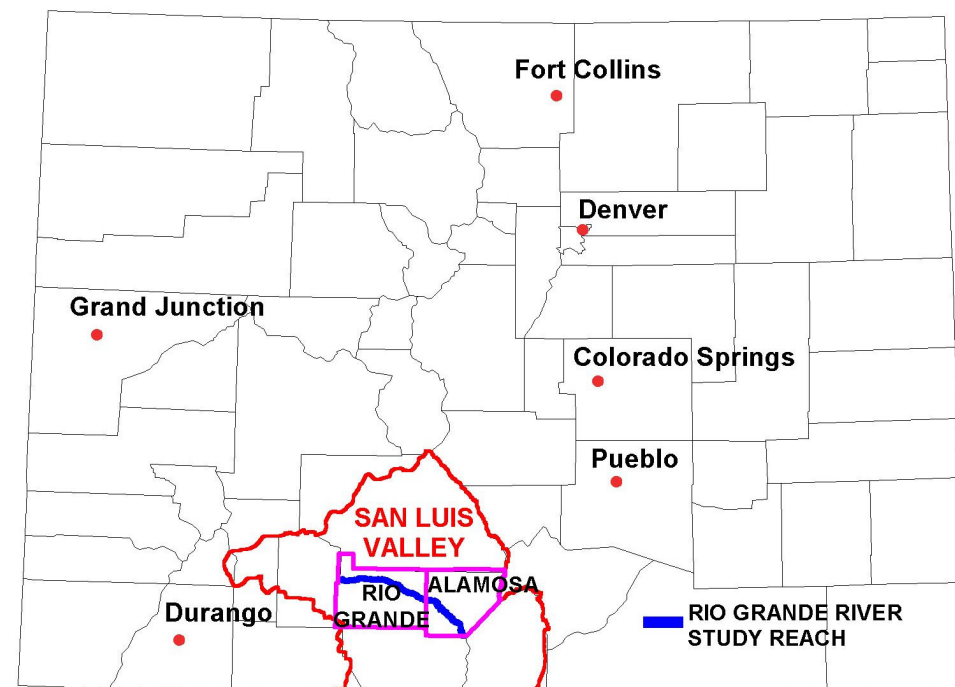 Fort Collins
Denver
Grand Junction
Colorado Springs
Pueblo
SAN LUIS
VALLEY
ALAMOSA
RIO
GRANDE
Durango
RIO GRANDE RIVER
STUDY REACH